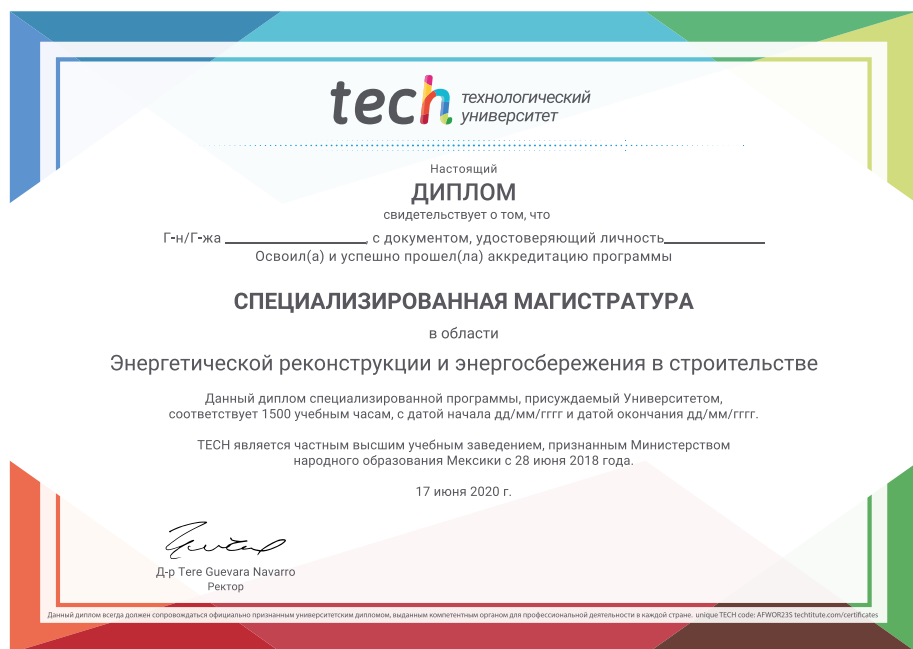 tech технологический
университет
Настоящий
ДИПЛОМ
свидетельствует о том, что
Г-н/Г-жа ____________________, с документом, удостоверяющий личность______________
Освоил(а) и успешно прошел(ла) аккредитацию программы
СПЕЦИАЛИЗИРОВАННАЯ МАГИСТРАТУРА
в области
Энергетической реконструкции и энергосбережения в строительстве
Данный диплом специализированной программы, присуждаемый Университетом,
соответствует 1500 учебным часам, с датой начала дд/мм/гггг и датой окончания дд/мм/гггг.
TECH является частным высшим учебным заведением, признанным Министерством
народного образования Мексики с 28 июня 2018 года.
17 июня 2020 г.
Д-р Tere Guevara Navarro
Ректор
Данный диплом всегда должен сопровождаться официально признанным университетским дипломом, выданным компетентным органом для профессиональной деятельности в каждой стране. unique TECH code: AFWOR23S techtitute.com/certificates